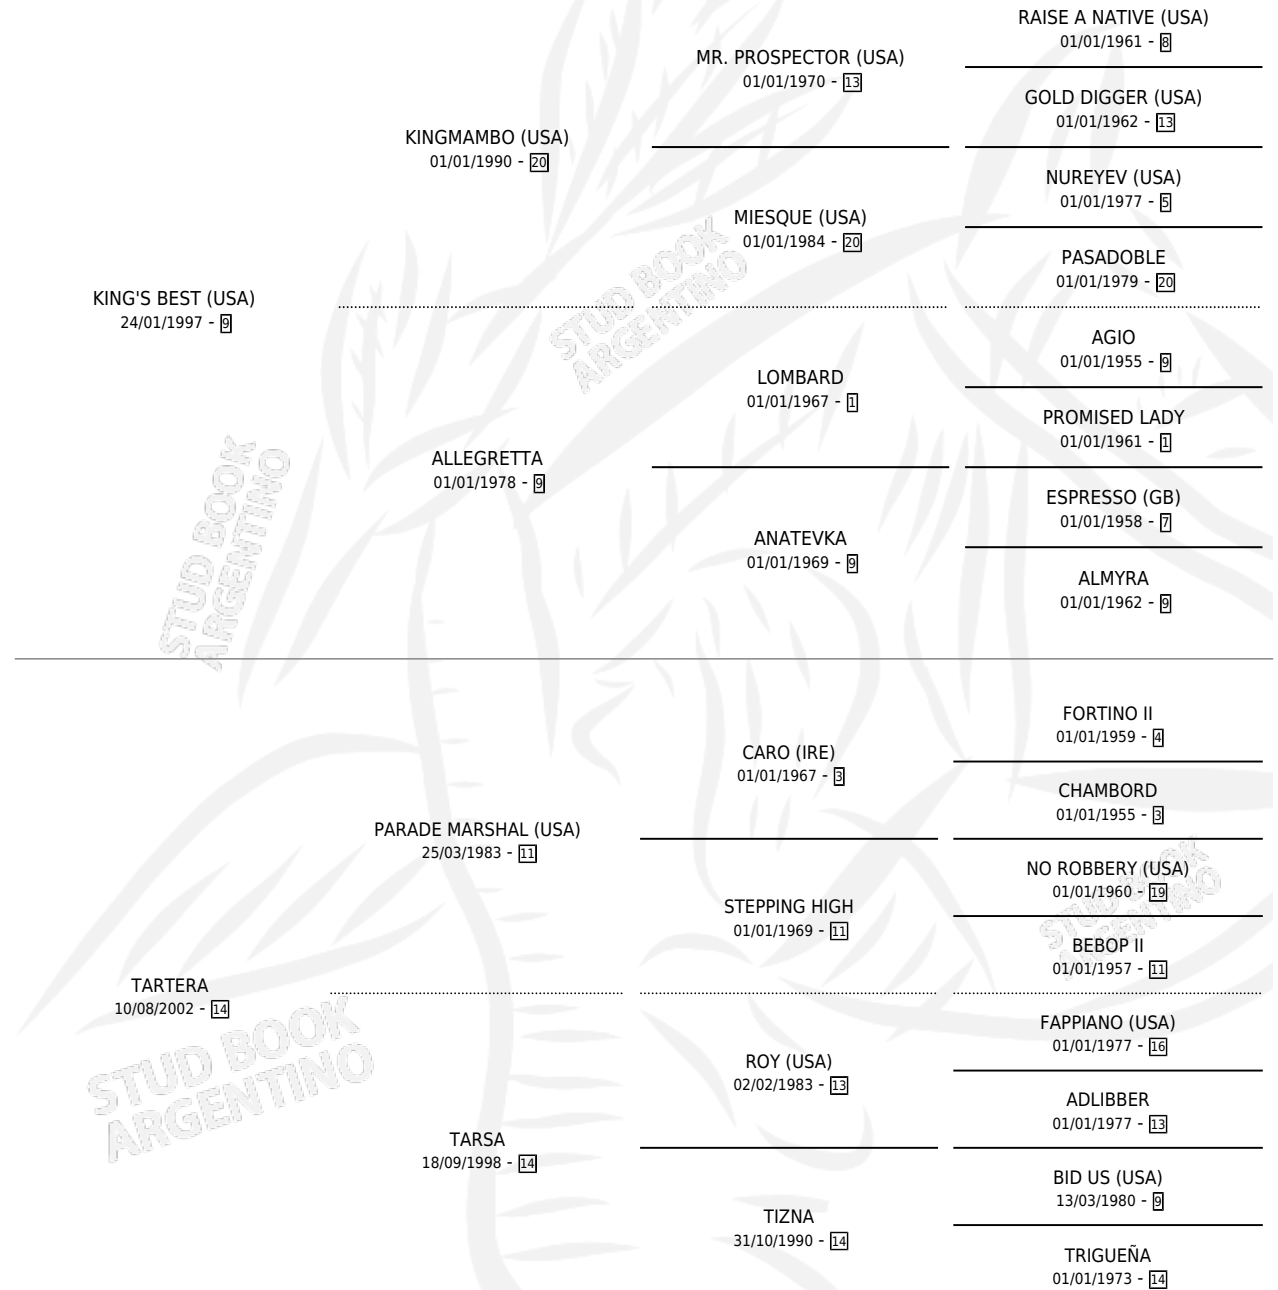 RAISE A NATIVE (USA)
01/01/1961 - 8
MR. PROSPECTOR (USA)
01/01/1970 - 13
GOLD DIGGER (USA)
01/01/1962 - 13
KINGMAMBO (USA)
01/01/1990 - 20
NUREYEV (USA)
01/01/1977 - 5
MIESQUE (USA)
01/01/1984 - 20
PASADOBLE
01/01/1979 - 20
KING'S BEST (USA)
24/01/1997 - 9
AGIO
01/01/1955 - 9
LOMBARD
01/01/1967 - 1
PROMISED LADY
01/01/1961 - 1
ALLEGRETTA
01/01/1978 - 9
ESPRESSO (GB)
01/01/1958 - 7
ANATEVKA
01/01/1969 - 9
ALMYRA
01/01/1962 - 9
FORTINO II
01/01/1959 - 4
CARO (IRE)
01/01/1967 - 3
CHAMBORD
01/01/1955 - 3
PARADE MARSHAL (USA)
25/03/1983 - 11
NO ROBBERY (USA)
01/01/1960 - 19
STEPPING HIGH
01/01/1969 - 11
BEBOP II
01/01/1957 - 11
TARTERA
10/08/2002 - 14
FAPPIANO (USA)
01/01/1977 - 16
ROY (USA)
02/02/1983 - 13
ADLIBBER
01/01/1977 - 13
TARSA
18/09/1998 - 14
BID US (USA)
13/03/1980 - 9
TIZNA
31/10/1990 - 14
TRIGUEÑA
01/01/1973 - 14
STUD BOOK
ARGENTINO
STUD BOOK
ARGENTINO
STUD BOOK
ARGENTINO
STUD BOOK
ARGENTINO